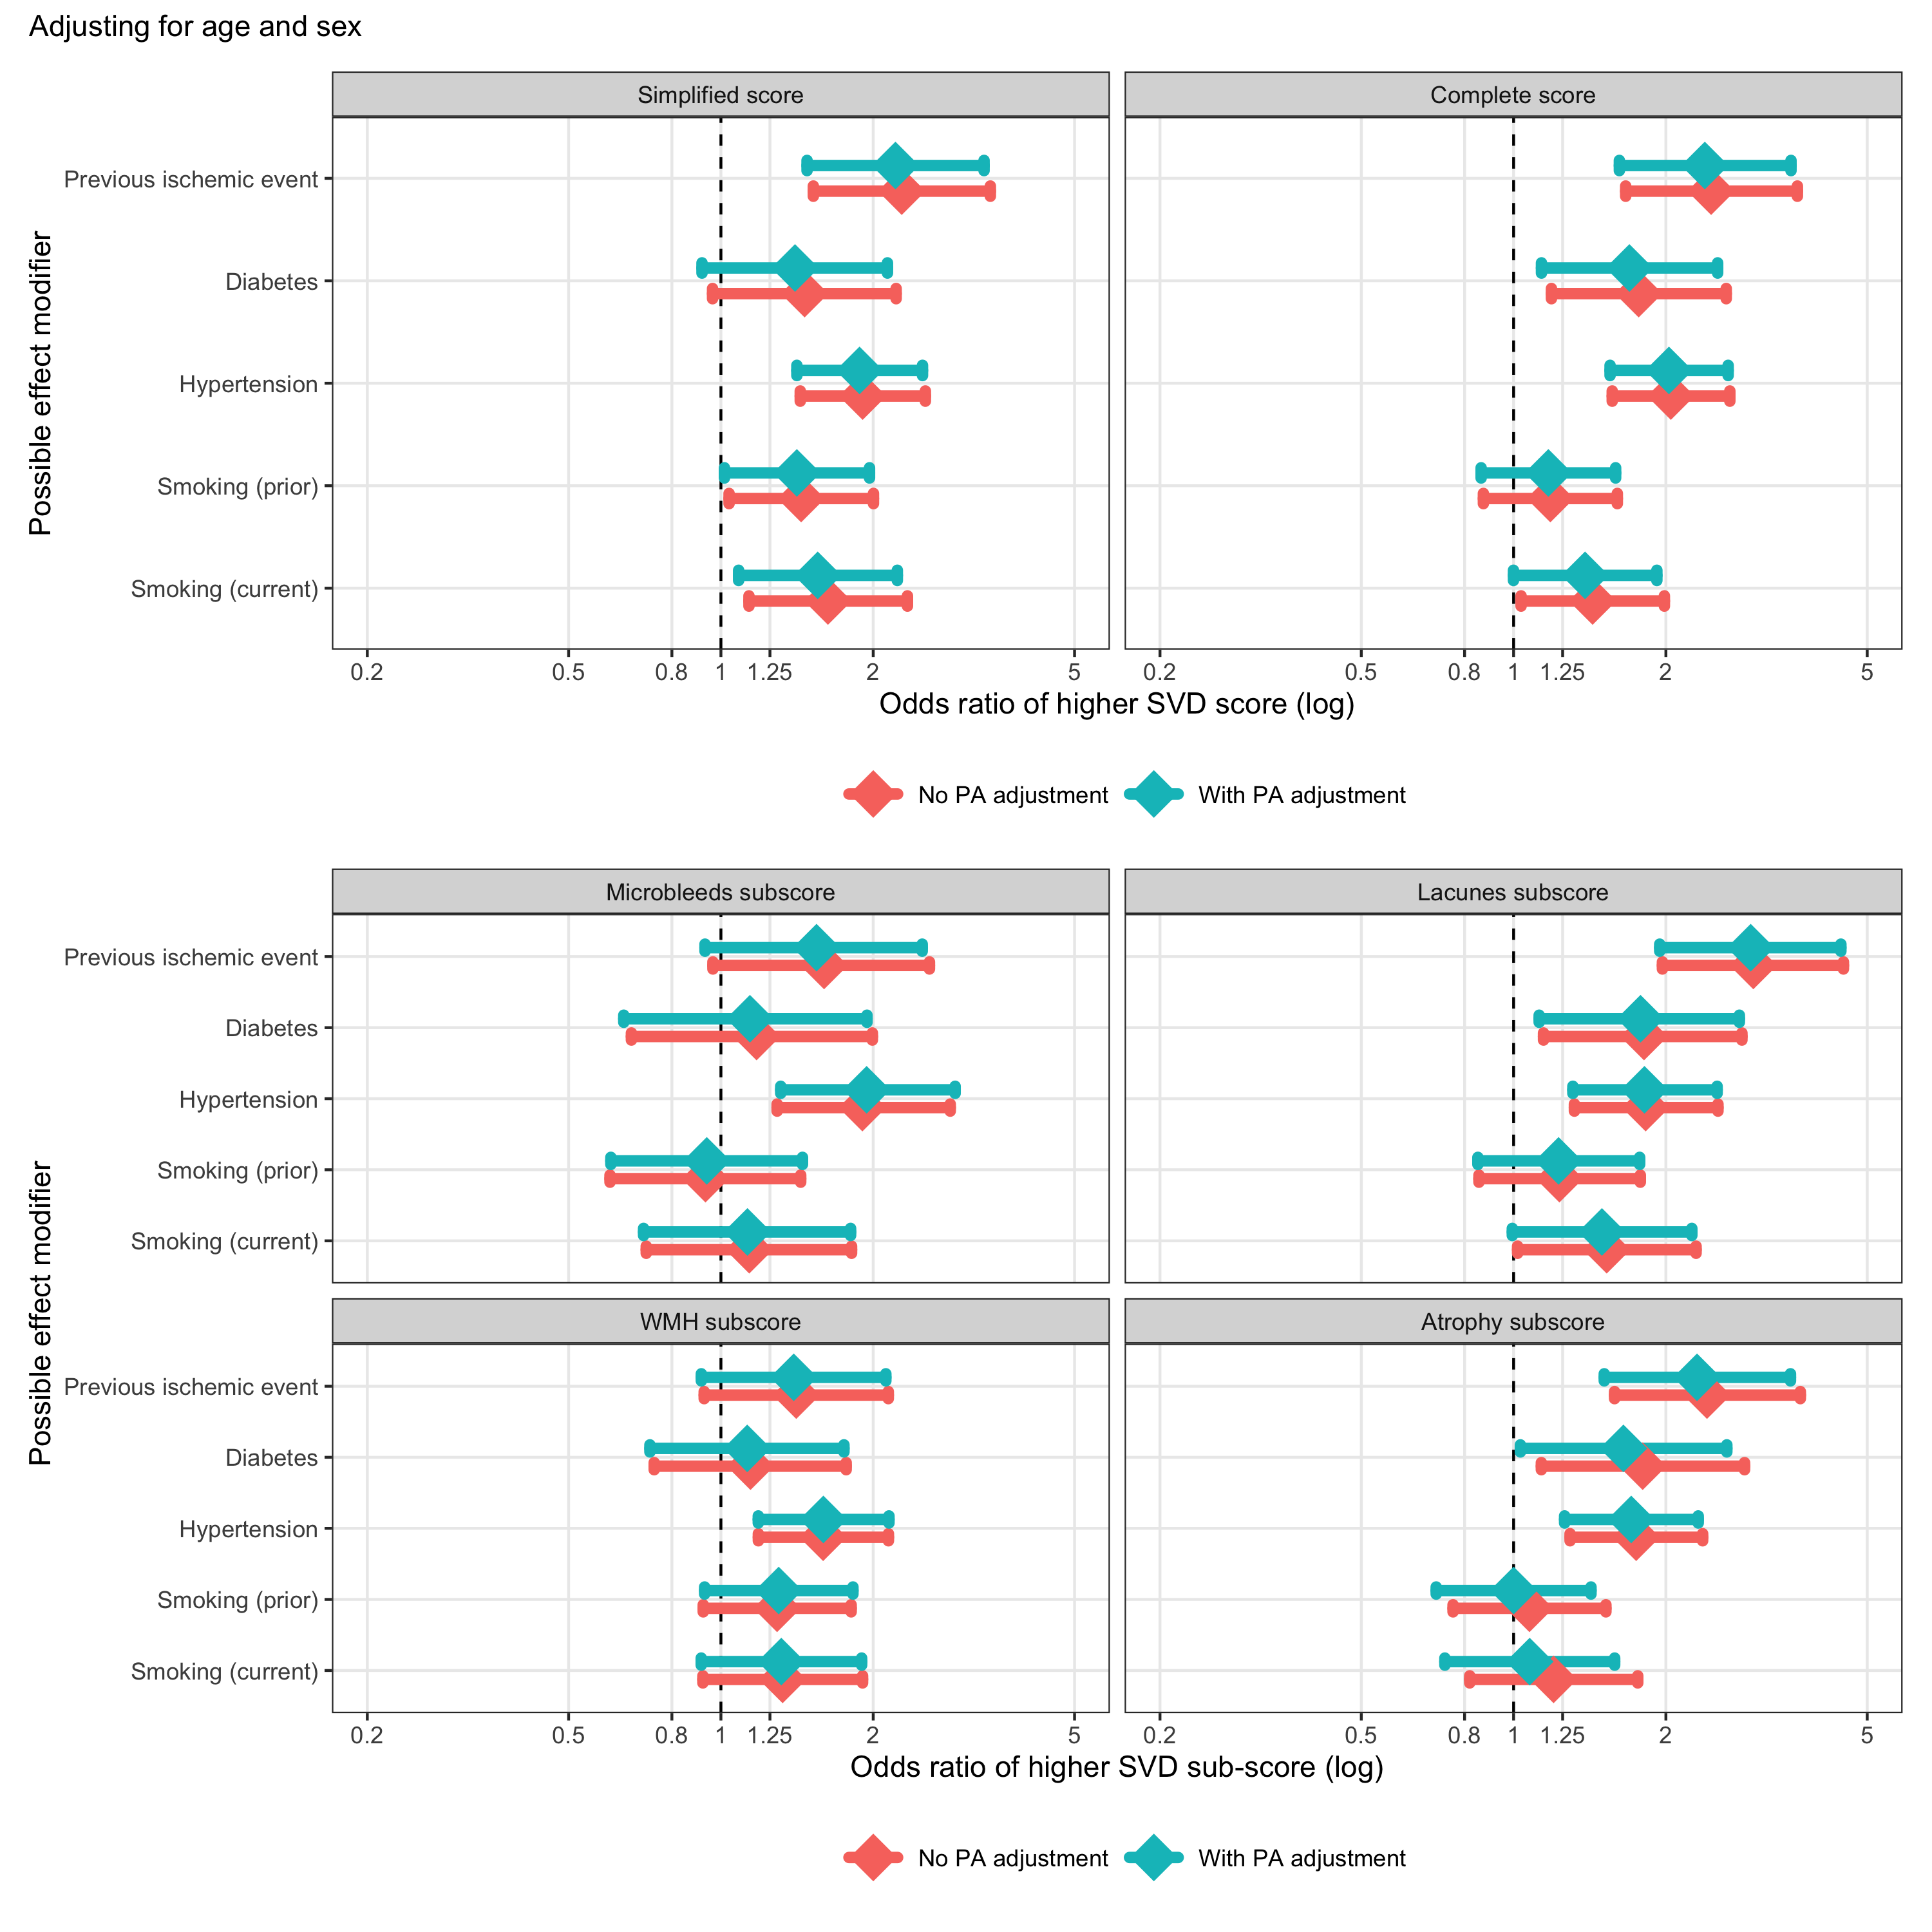 Adjusting for age and sex
Simplified score
Complete score
Possible effect modifier
Previous ischemic event
Diabetes
Hypertension
Smoking (prior)
Smoking (current)
0.2 0.5 0.8 1 1.25 2 5
0.2 0.5 0.8 1 1.25 2 5
Odds ratio of higher SVD score (log)
No PA adjustment
With PA adjustment
Microbleeds subscore
Lacunes subscore
Possible effect modifier
Previous ischemic event
Diabetes
Hypertension
Smoking (prior)
Smoking (current)
WMH subscore
Atrophy subscore
Previous ischemic event
Diabetes
Hypertension
Smoking (prior)
Smoking (current)
0.2 0.5 0.8 1 1.25 2 5
0.2 0.5 0.8 1 1.25 2 5
Odds ratio of higher SVD sub-score (log)
No PA adjustment
With PA adjustment